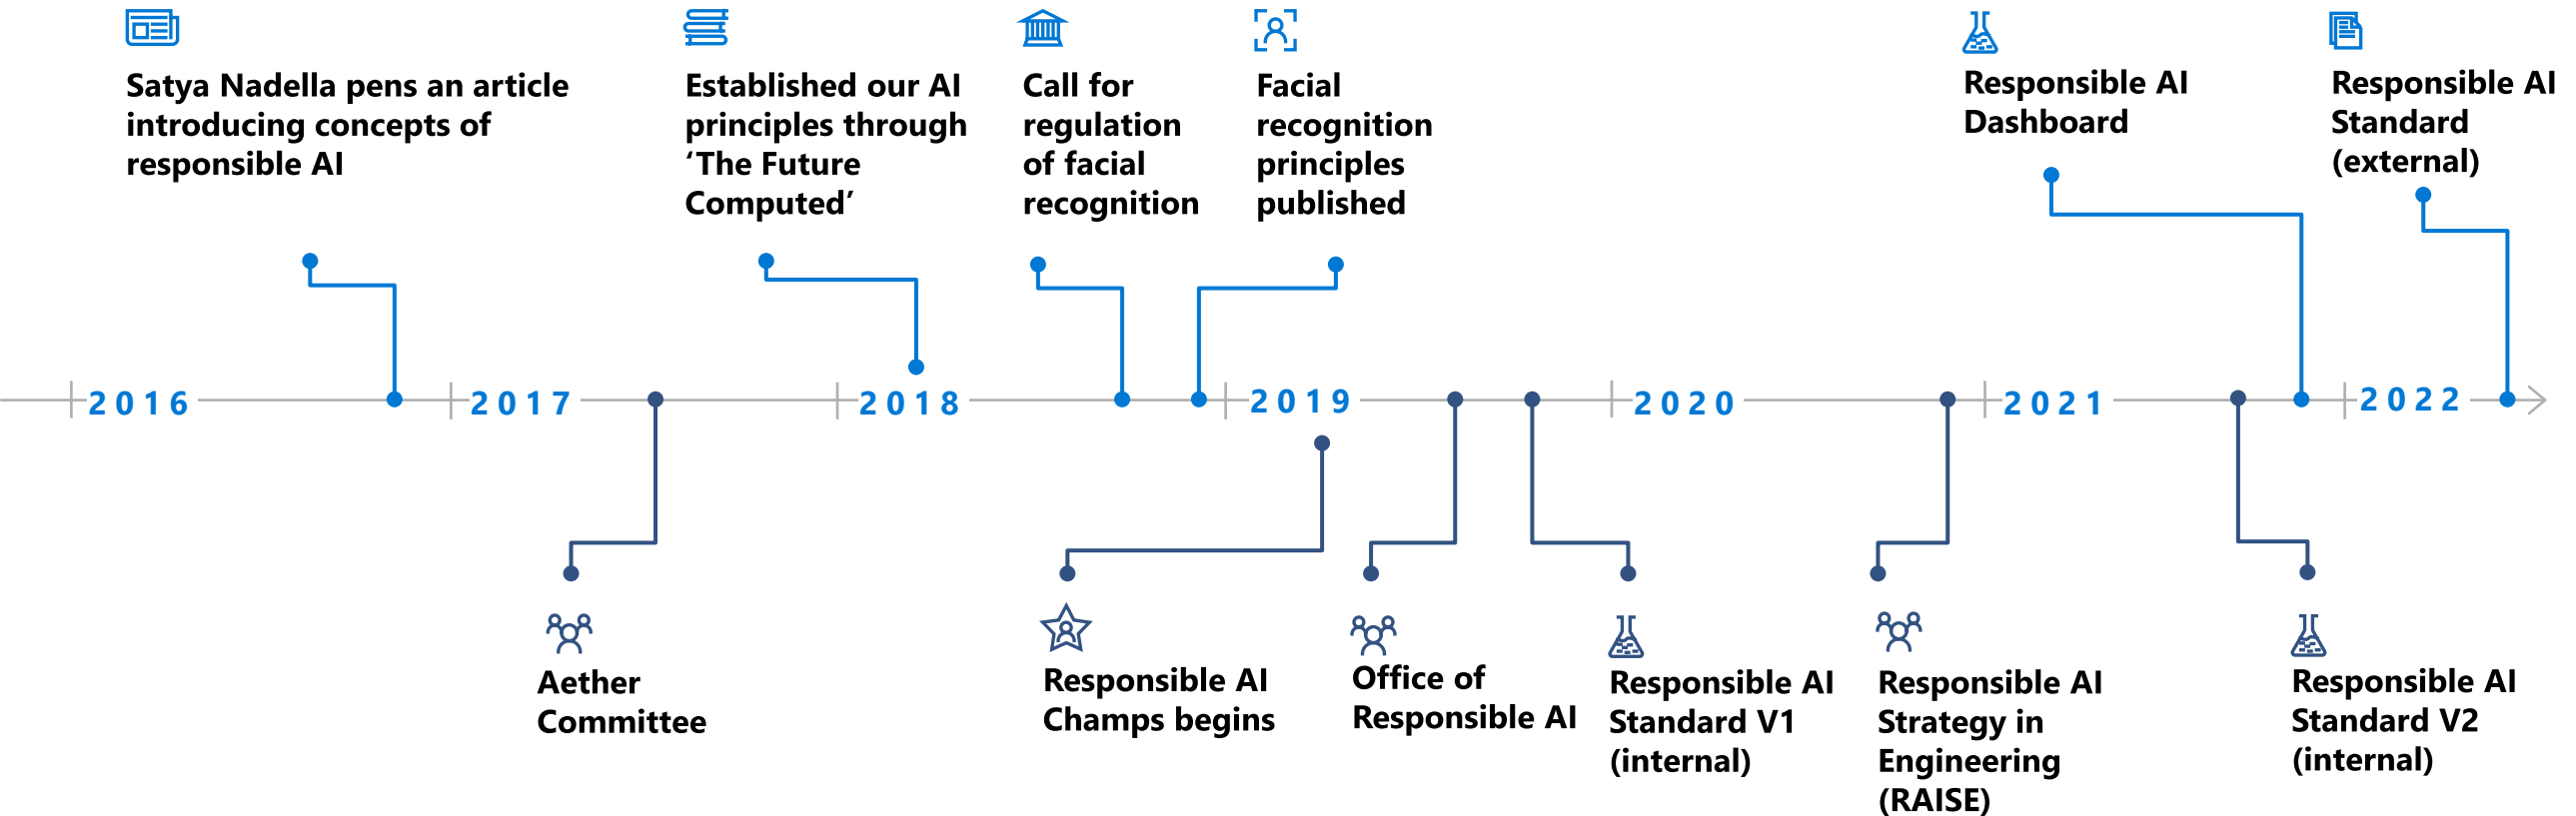 Satya Nadella pens an article
introducing concepts of
responsible AI
Established our AI
principles through
‘The Future
Computed’
Call for
regulation
of facial
recognition
Facial
recognition
principles
published
Responsible AI
Dashboard
Responsible AI
Standard
(external)
2016
2017
2018
2019
2020
2021
2022
Aether
Committee
Responsible AI
Champs begins
Office of
Responsible AI
Responsible AI
Standard V1
(internal)
Responsible AI
Strategy in
Engineering
(RAISE)
Responsible AI
Standard V2
(internal)